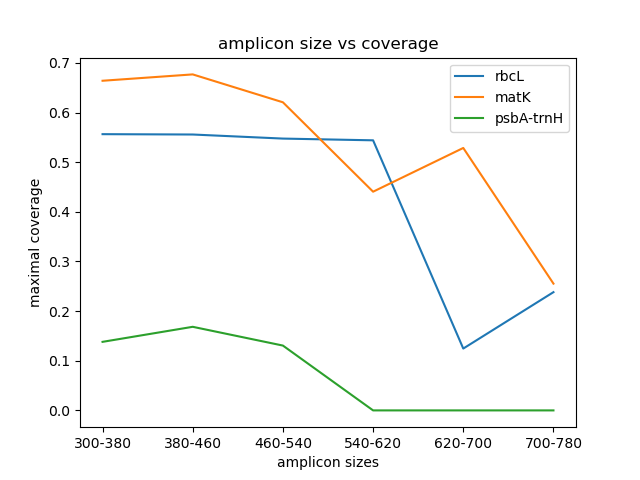 amplicon size vs coverage
rbcL
matK
psbA-trnH
maximal coverage
0.7
0.6
0.5
0.4
0.3
0.2
0.1
0.0
300-380 380-460 460-540 540-620 620-700 700-780
amplicon sizes